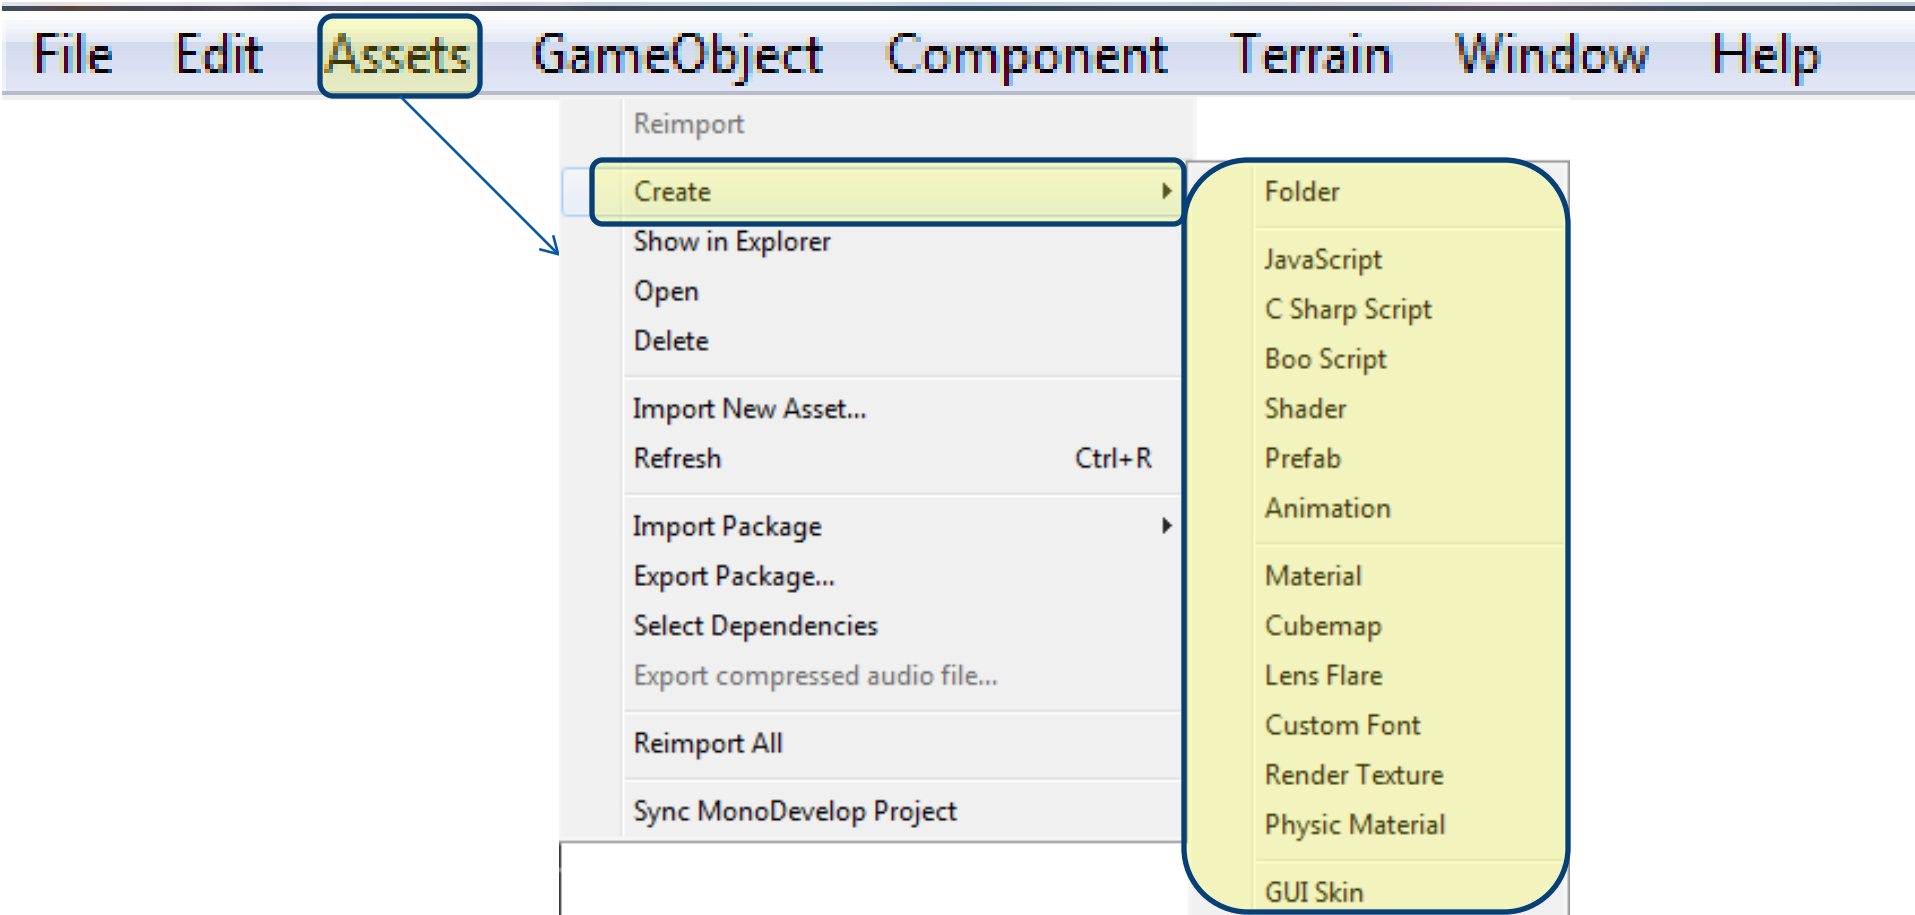 File Edit Assets GameObject Component Terrain Window Help
Reimport
Create
Show in Explorer
Open
Delete
Import New Asset...
Refresh Ctrl+R
Import Package
Export Package...
Select Dependencies
Export compressed audio file...
Reimport All
Sync MonoDevelop Project
Folder
JavaScript
C Sharp Script
Boo Script
Shader
Prefab
Animation
Material
Cubemap
Lens Flare
Custom Font
Render Texture
Physic Material
GUI Skin